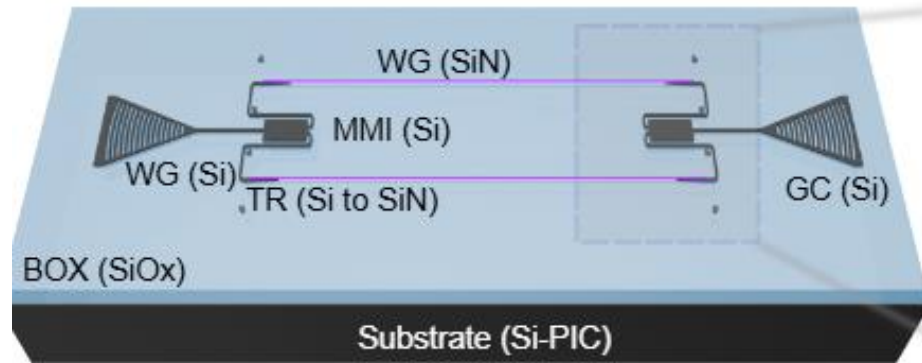 WG (SiN)
MMI (Si)
WG (Si)
TR (Si to SiN)
GC (Si)
BOX (SiOx)
Substrate (Si-PIC)